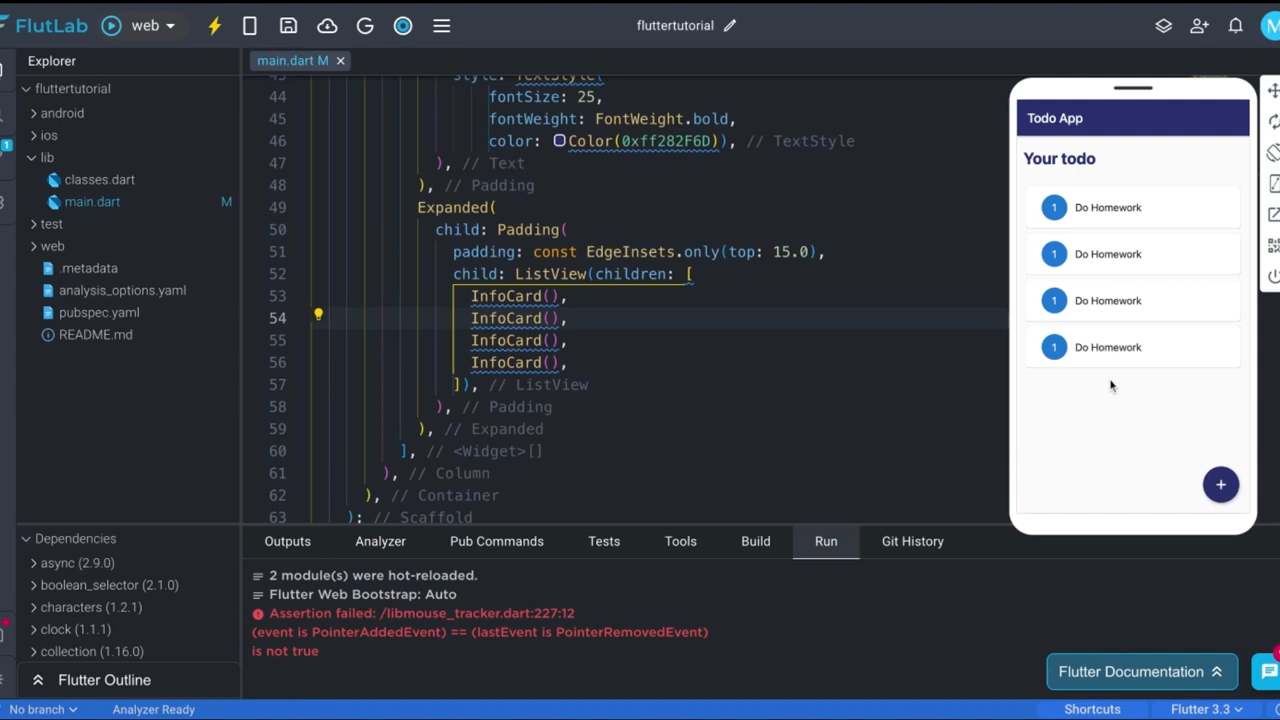 FlutLab
web
fluttertutorial
M
Explorer
main.dart M ×
fluttertutorial
android
ios
lib
classes.dart
main.dart M
test
web
.metadata
analysis_options.yaml
pubspec.yaml
README.md
1
Dependencies
async (2.9.0)
boolean_selector (2.1.0)
characters (1.2.1)
clock (1.1.1)
collection (1.16.0)
Flutter Outline
style: TextStyle(
44 fontSize: 25,
45 fontWeight: FontWeight.bold,
46 color: Color(0xff282F6D)), // TextStyle
47 ), // Text
48 ), // Padding
49 Expanded(
50 child: Padding(
51 padding: const EdgeInsets.only(top: 15.0),
52 child: ListView(children: [
53 InfoCard(),
54 InfoCard(),
55 InfoCard(),
56 InfoCard(),
57 ]), // ListView
58 ), // Padding
59 ), // Expanded
60 ], // <Widget>[]
61 ), // Column
62 ), // Container
63 ); // Scaffold
Todo App
Your todo
1 Do Homework
1 Do Homework
1 Do Homework
1 Do Homework
+
Outputs Analyzer Pub Commands Tests Tools Build Run Git History
2 module(s) were hot-reloaded.
Flutter Web Bootstrap: Auto
Assertion failed: /libmouse_tracker.dart:227:12
(event is PointerAddedEvent) == (lastEvent is PointerRemovedEvent)
is not true
Flutter Documentation
No branch
Analyzer Ready
Shortcuts
Flutter 3.3